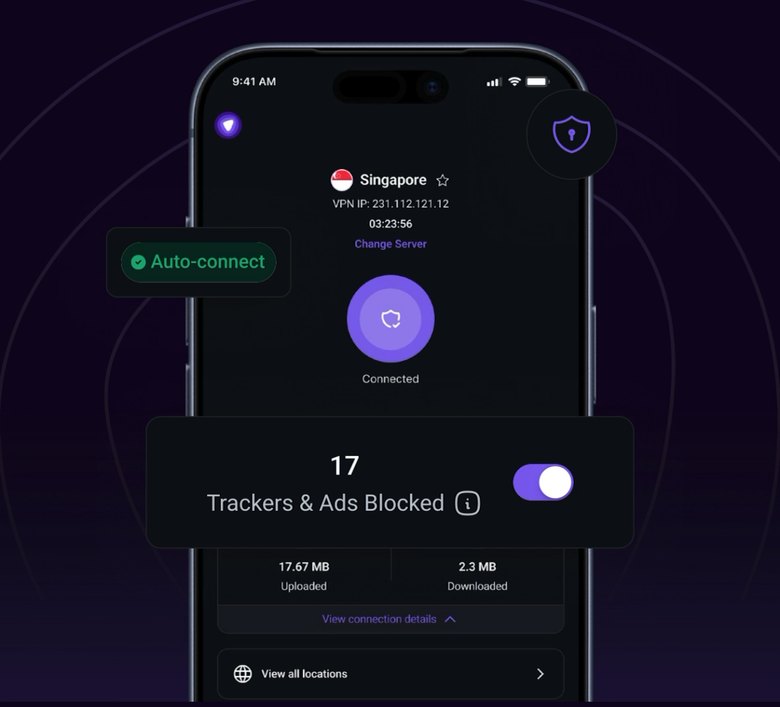 9:41 AM
Singapore
VPN IP: 231.112.121.12
03:23:56
Change Server
Auto-connect
Connected
17
Trackers & Ads Blocked
17.67 MB
Uploaded
2.3 MB
Downloaded
View connection details
View all locations